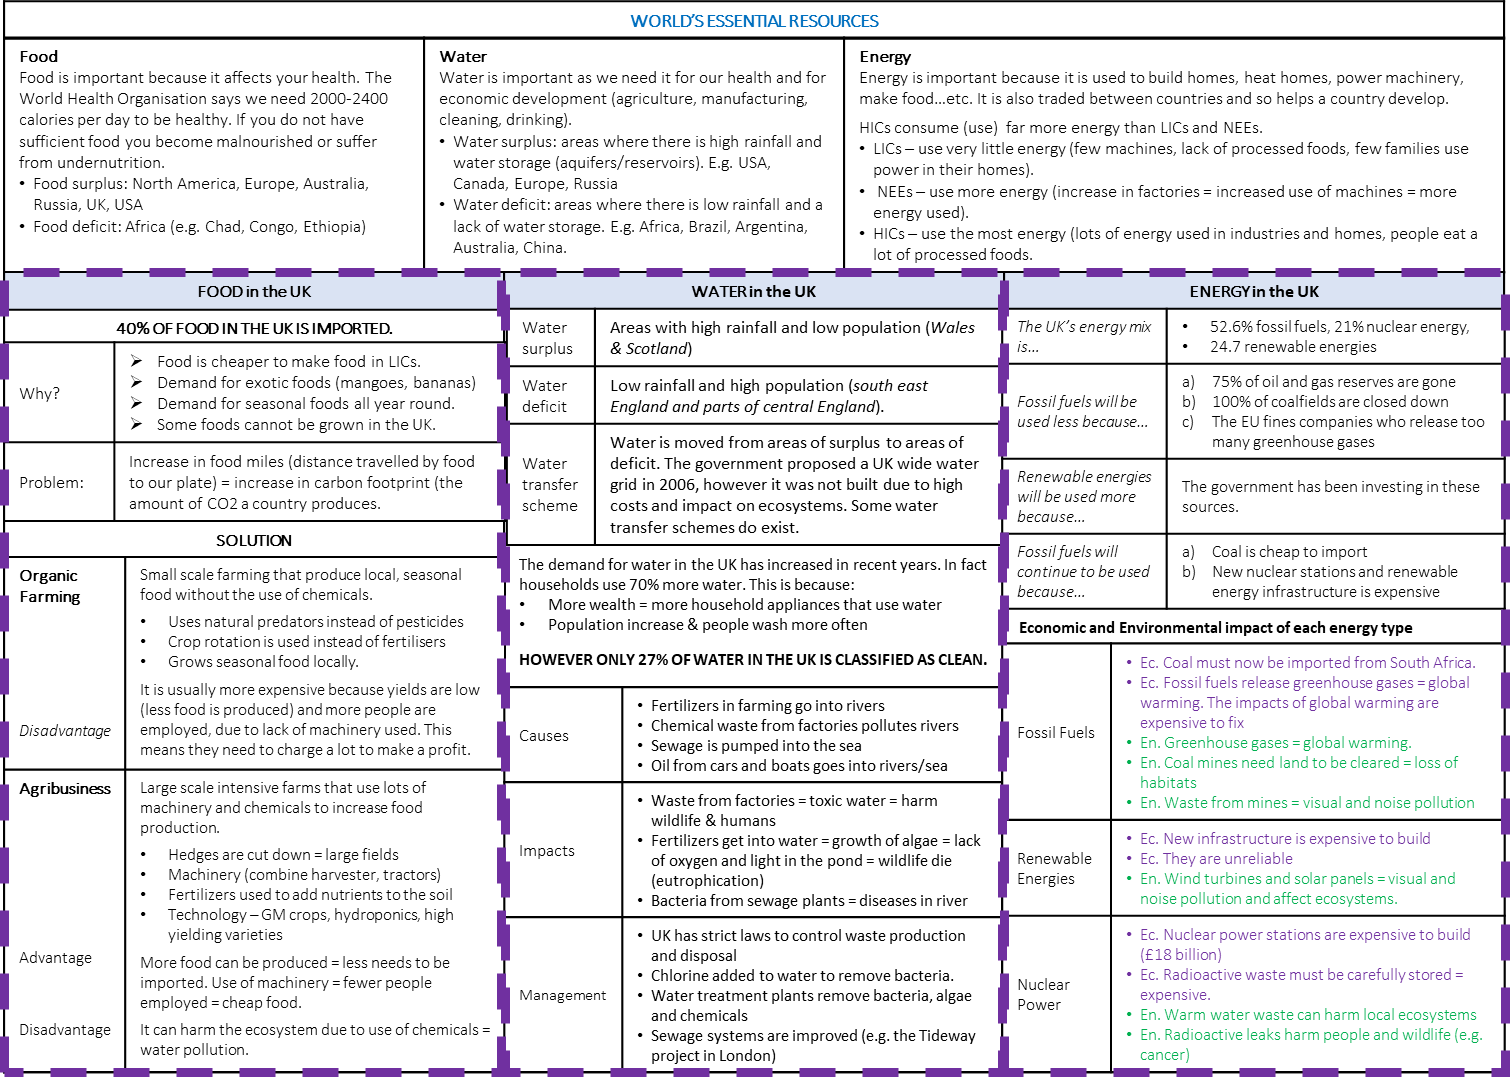 WORLD'S ESSENTIAL RESOURCES
Food
Food is important because it affects your health. The
World Health Organisation says we need 2000-2400
calories per day to be healthy. If you do not have
sufficient food you become malnourished or suffer
from undernutrition.
• Food surplus: North America, Europe, Australia,
Russia, UK, USA
• Food deficit: Africa (e.g. Chad, Congo, Ethiopia)
Water
Water is important as we need it for our health and for
economic development (agriculture, manufacturing,
cleaning, drinking).
• Water surplus: areas where there is high rainfall and
water storage (aquifers/reservoirs). E.g. USA,
Canada, Europe, Russia
• Water deficit: areas where there is low rainfall and a
lack of water storage. E.g. Africa, Brazil, Argentina,
Australia, China.
Energy
Energy is important because it is used to build homes, heat homes, power machinery,
make food...etc. It is also traded between countries and so helps a country develop.
HICs consume (use) far more energy than LICs and NEEs.
• LICs – use very little energy (few machines, lack of processed foods, few families use
power in their homes).
• NEEs – use more energy (increase in factories = increased use of machines = more
energy used).
• HICs – use the most energy (lots of energy used in industries and homes, people eat a
lot of processed foods.
FOOD in the UK
40% OF FOOD IN THE UK IS IMPORTED.
Why?
➢ Food is cheaper to make food in LICs.
➢ Demand for exotic foods (mangoes, bananas)
➢ Demand for seasonal foods all year round.
➢ Some foods cannot be grown in the UK.
Problem:
Increase in food miles (distance travelled by food
to our plate) = increase in carbon footprint (the
amount of CO2 a country produces.
SOLUTION
Organic
Farming
Small scale farming that produce local, seasonal
food without the use of chemicals.
• Uses natural predators instead of pesticides
• Crop rotation is used instead of fertilisers
• Grows seasonal food locally.
Disadvantage
It is usually more expensive because yields are low
(less food is produced) and more people are
employed, due to lack of machinery used. This
means they need to charge a lot to make a profit.
Agribusiness
Large scale intensive farms that use lots of
machinery and chemicals to increase food
production.
• Hedges are cut down = large fields
• Machinery (combine harvester, tractors)
• Fertilizers used to add nutrients to the soil
• Technology – GM crops, hydroponics, high
yielding varieties
Advantage
More food can be produced = less needs to be
imported. Use of machinery = fewer people
employed = cheap food.
Disadvantage
It can harm the ecosystem due to use of chemicals =
water pollution.
WATER in the UK
Water
surplus
Areas with high rainfall and low population (Wales
& Scotland)
Water
deficit
Low rainfall and high population (south east
England and parts of central England).
Water
transfer
scheme
Water is moved from areas of surplus to areas of
deficit. The government proposed a UK wide water
grid in 2006, however it was not built due to high
costs and impact on ecosystems. Some water
transfer schemes do exist.
The demand for water in the UK has increased in recent years. In fact
households use 70% more water. This is because:
• More wealth = more household appliances that use water
• Population increase & people wash more often
HOWEVER ONLY 27% OF WATER IN THE UK IS CLASSIFIED AS CLEAN.
Causes
• Fertilizers in farming go into rivers
• Chemical waste from factories pollutes rivers
• Sewage is pumped into the sea
• Oil from cars and boats goes into rivers/sea
Impacts
• Waste from factories = toxic water = harm
wildlife & humans
• Fertilizers get into water = growth of algae = lack
of oxygen and light in the pond = wildlife die
(eutrophication)
• Bacteria from sewage plants = diseases in river
Management
• UK has strict laws to control waste production
and disposal
• Chlorine added to water to remove bacteria.
• Water treatment plants remove bacteria, algae
and chemicals
• Sewage systems are improved (e.g. the Tideway
project in London)
ENERGY in the UK
The UK's energy mix
is...
• 52.6% fossil fuels, 21% nuclear energy,
• 24.7 renewable energies
Fossil fuels will be
used less because...
a) 75% of oil and gas reserves are gone
b) 100% of coalfields are closed down
c) The EU fines companies who release too
many greenhouse gases
Renewable energies
will be used more
because...
The government has been investing in these
sources.
Fossil fuels will
continue to be used
because...
a) Coal is cheap to import
b) New nuclear stations and renewable
energy infrastructure is expensive
Economic and Environmental impact of each energy type
Fossil Fuels
• Ec. Coal must now be imported from South Africa.
• Ec. Fossil fuels release greenhouse gases = global
warming. The impacts of global warming are
expensive to fix
• En. Greenhouse gases = global warming.
• En. Coal mines need land to be cleared = loss of
habitats
• En. Waste from mines = visual and noise pollution
Renewable
Energies
• Ec. New infrastructure is expensive to build
• Ec. They are unreliable
• En. Wind turbines and solar panels = visual and
noise pollution and affect ecosystems.
Nuclear
Power
• Ec. Nuclear power stations are expensive to build
(£18 billion)
• Ec. Radioactive waste must be carefully stored =
expensive.
• En. Warm water waste can harm local ecosystems
• En. Radioactive leaks harm people and wildlife (e.g.
cancer)